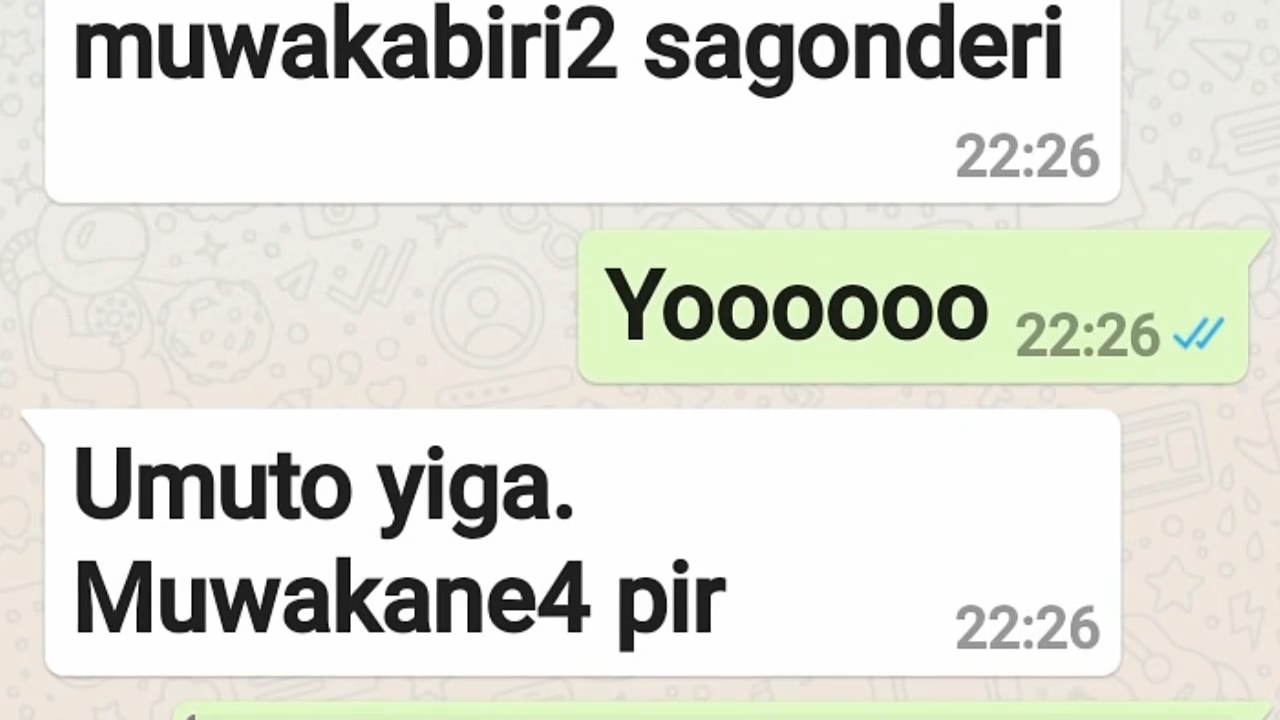 muwakabiri2 sagonderi
22:26
Yoooooo 22:26
Umuto yiga.
Muwakane4 pir
22:26